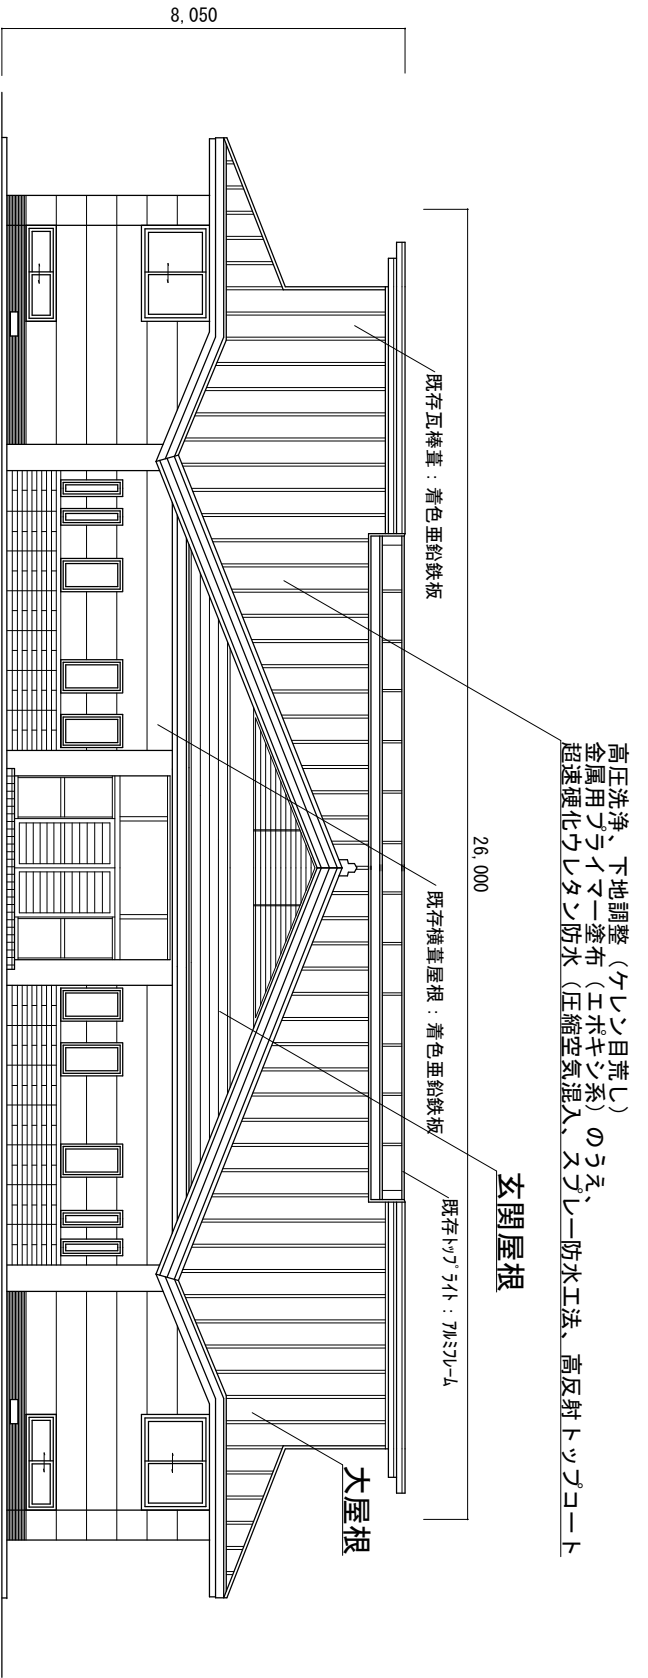 高圧洗浄、下地調整（ケレン目荒し）
金属用プライマー塗布（エポキシ系）のうえ、
超速硬化ウレタン防水（圧縮空気混入、スプレー防水工法、高反射トップコート
26,000
8,050
既存瓦棒葺：着色亜鉛鉄板
既存横葺屋根：着色亜鉛鉄板
既存ﾄｯﾌﾟﾗｲﾄ：ｱﾙﾐﾌﾚｰﾑ
玄関屋根
大屋根